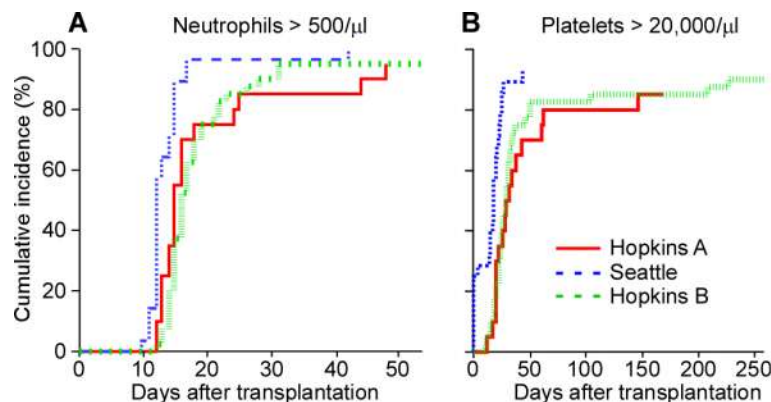 A
Neutrophils > 500/μl
B
Platelets > 20,000/μl
Cumulative incidence (%)
100
80
60
40
20
0
0 10 20 30 40 50
Days after transplantation
0 50 100 150 200 250
Days after transplantation
Hopkins A
Seattle
Hopkins B